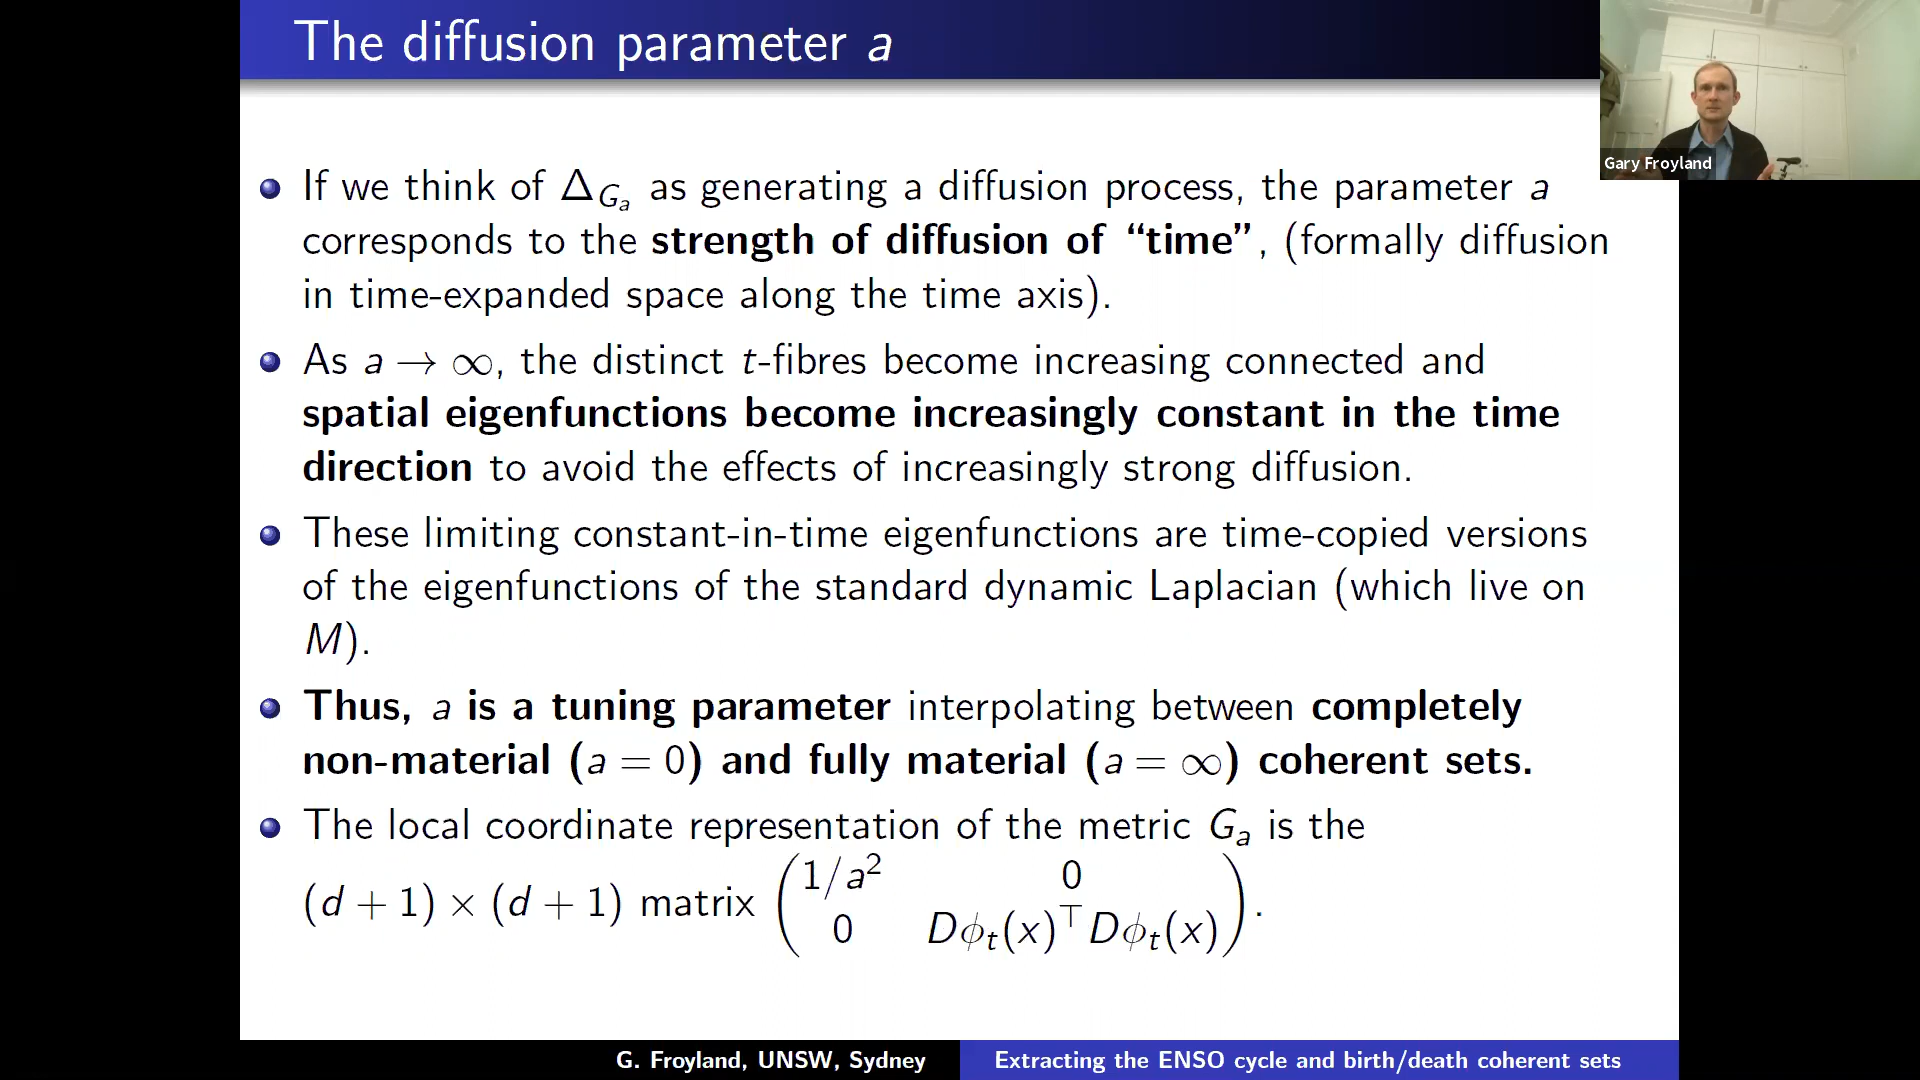 The diffusion parameter a
Gary Froyland
If we think of Δ_{G_a} as generating a diffusion process, the parameter a
corresponds to the strength of diffusion of “time”, (formally diffusion
in time-expanded space along the time axis).
As a → ∞, the distinct t-fibres become increasing connected and
spatial eigenfunctions become increasingly constant in the time
direction to avoid the effects of increasingly strong diffusion.
These limiting constant-in-time eigenfunctions are time-copied versions
of the eigenfunctions of the standard dynamic Laplacian (which live on
M).
Thus, a is a tuning parameter interpolating between completely
non-material (a = 0) and fully material (a = ∞) coherent sets.
The local coordinate representation of the metric G_a is the
(d + 1) × (d + 1) matrix ( 1/a² 0
0 Dϕ_t(x)^⊤ Dϕ_t(x) ).
G. Froyland, UNSW, Sydney
Extracting the ENSO cycle and birth/death coherent sets